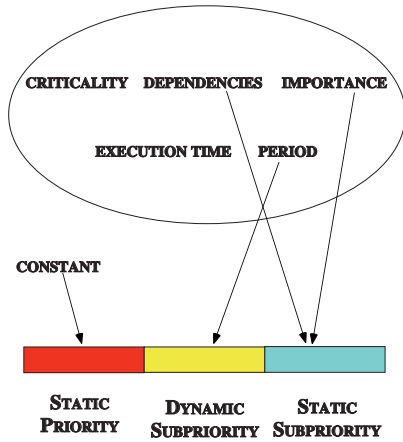 CRITICALITY DEPENDENCIES IMPORTANCE
EXECUTION TIME PERIOD
CONSTANT
STATIC
PRIORITY
DYNAMIC
SUBPRIORITY
STATIC
SUBPRIORITY